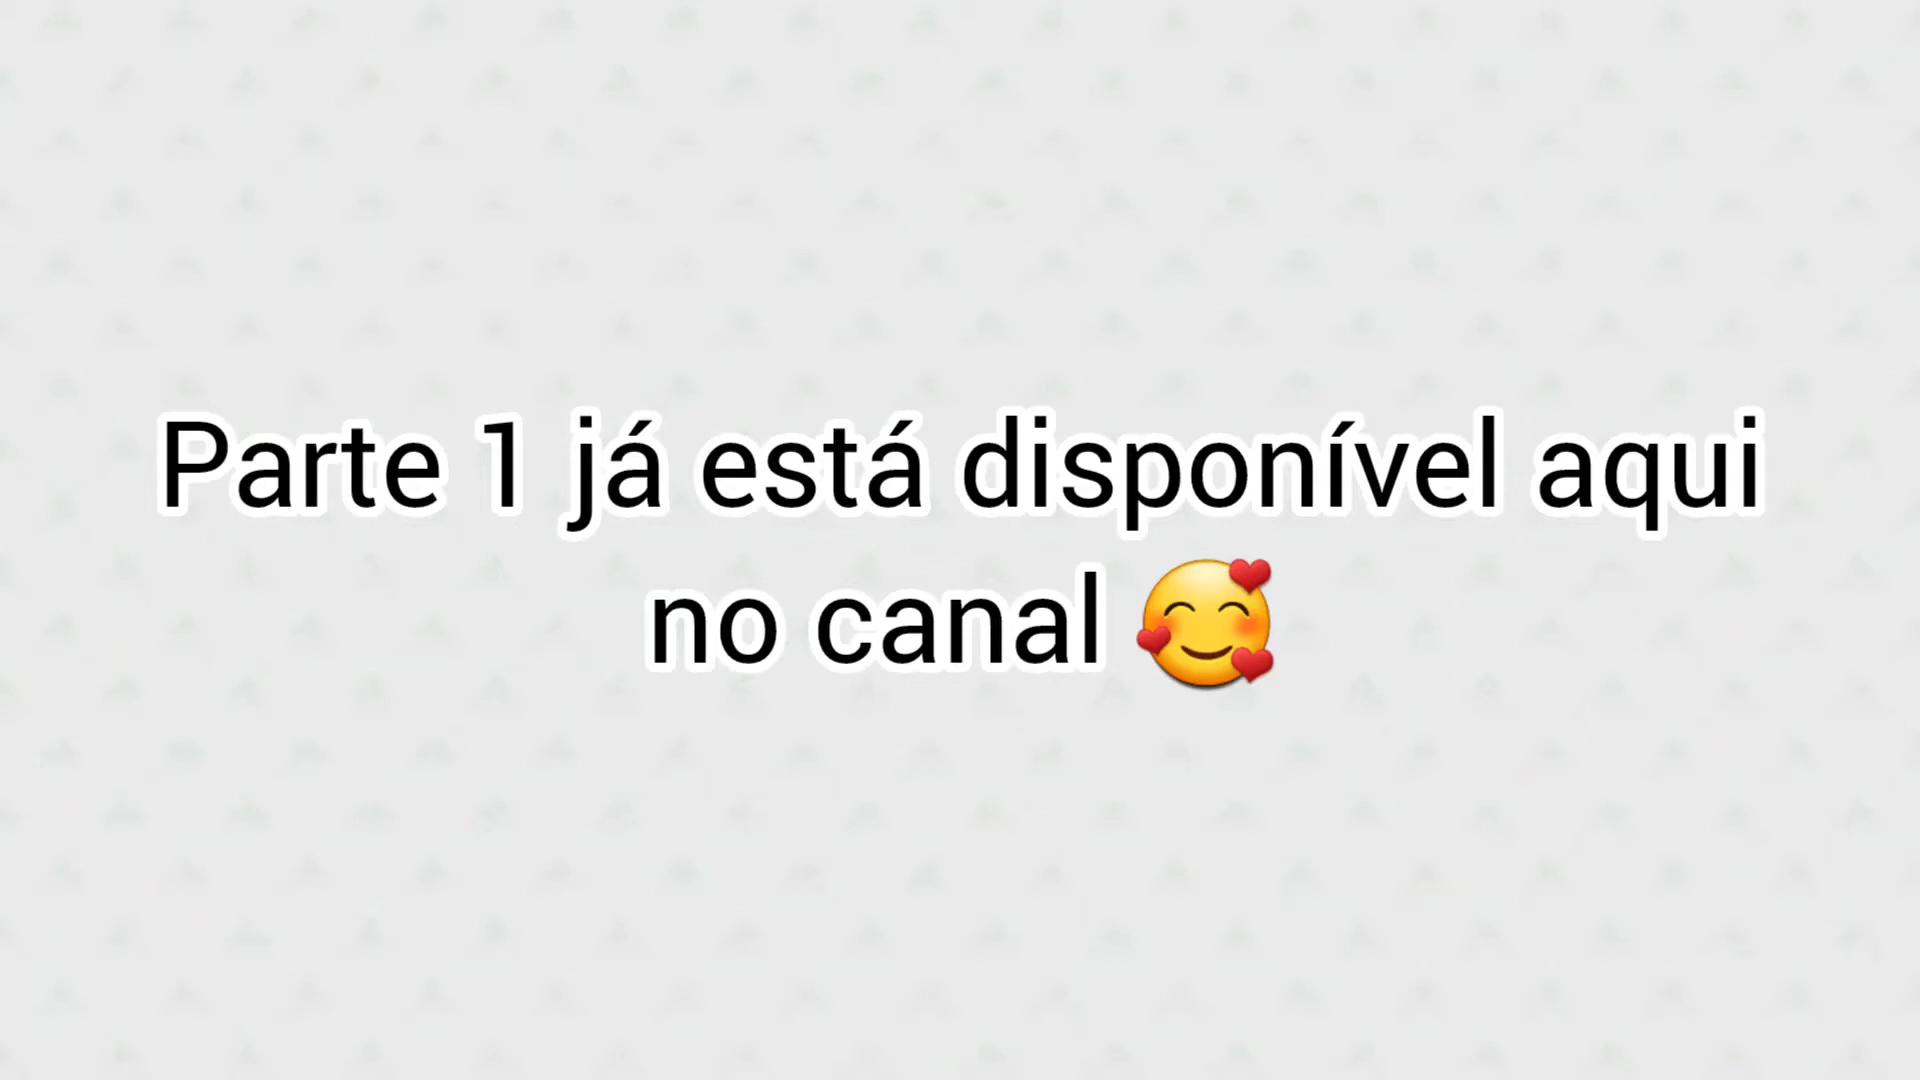 Parte 1 já está disponível aqui
no canal 🥰